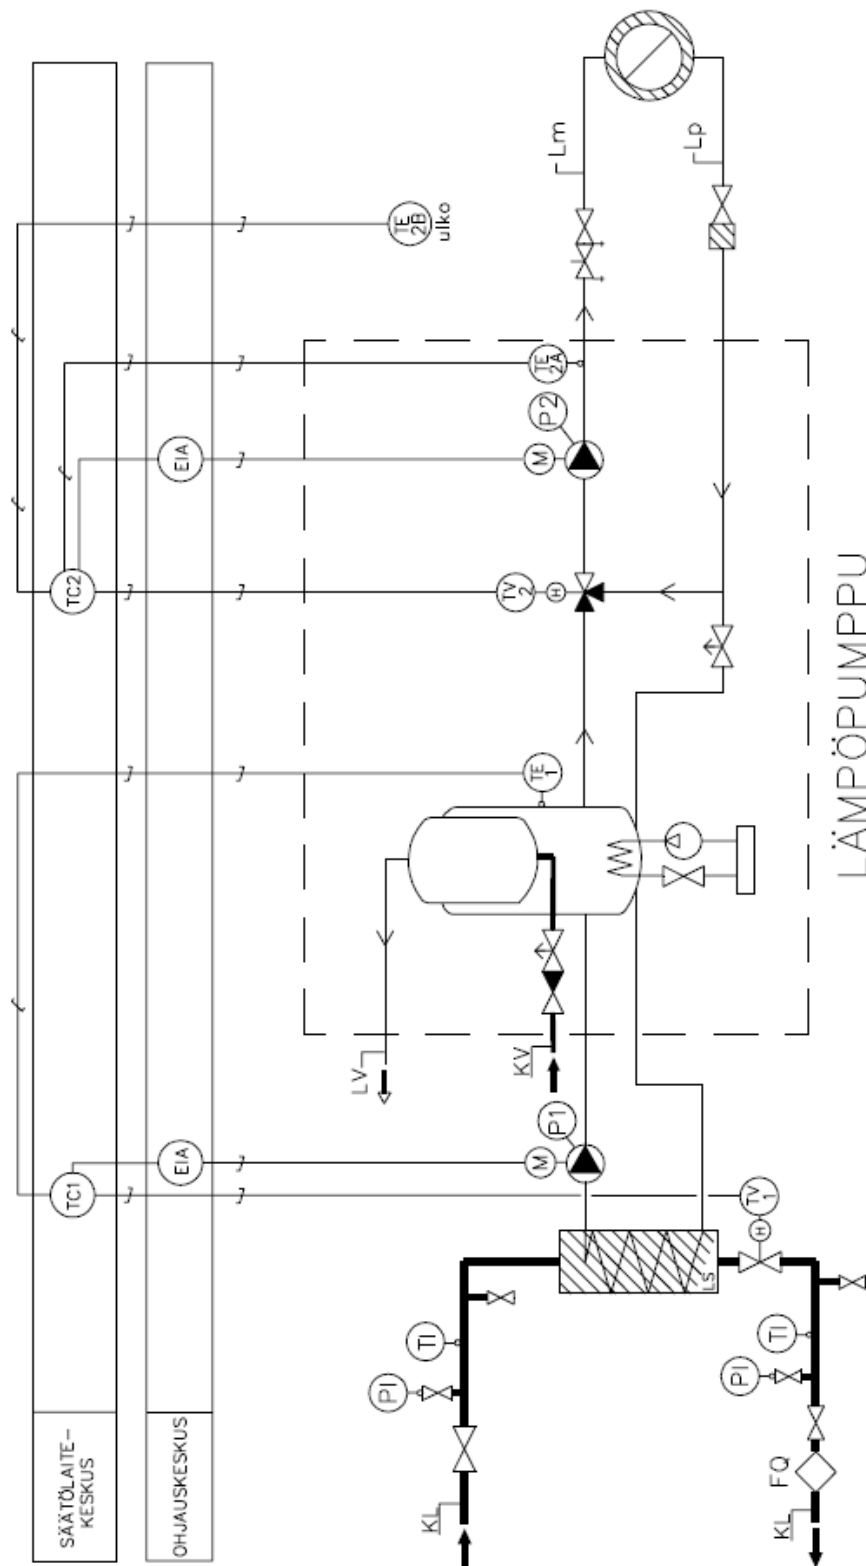 SÄÄTÖLAITE-
KESKUS
OHJAUSKESKUS
TC1
TC2
EIA
EIA
TE
2B
ulko
TE
2A
TE
1
TV
2
H
M
P2
M
P1
TV
1
H
Lm
Lp
LV
KV
LS
TI
PI
KL
TI
PI
FQ
KL
LÄMPÖPUMPPU